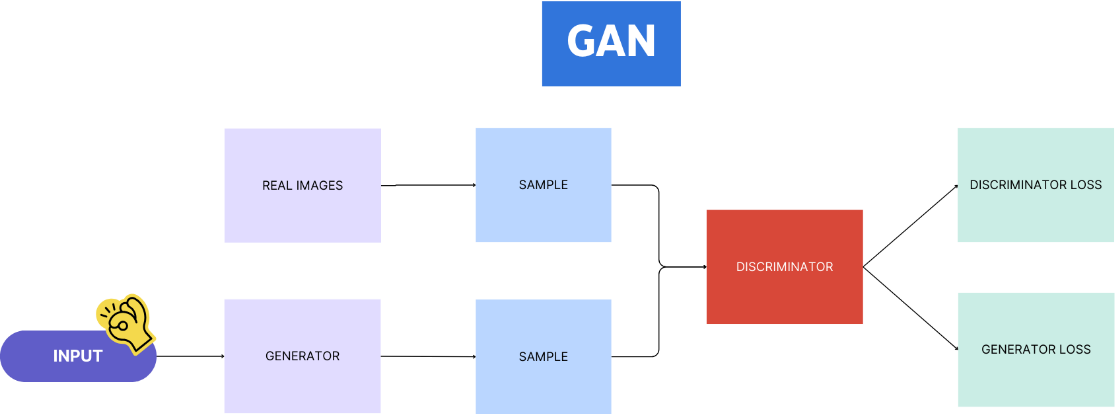 GAN
REAL IMAGES
SAMPLE
DISCRIMINATOR LOSS
DISCRIMINATOR
INPUT
GENERATOR
SAMPLE
GENERATOR LOSS